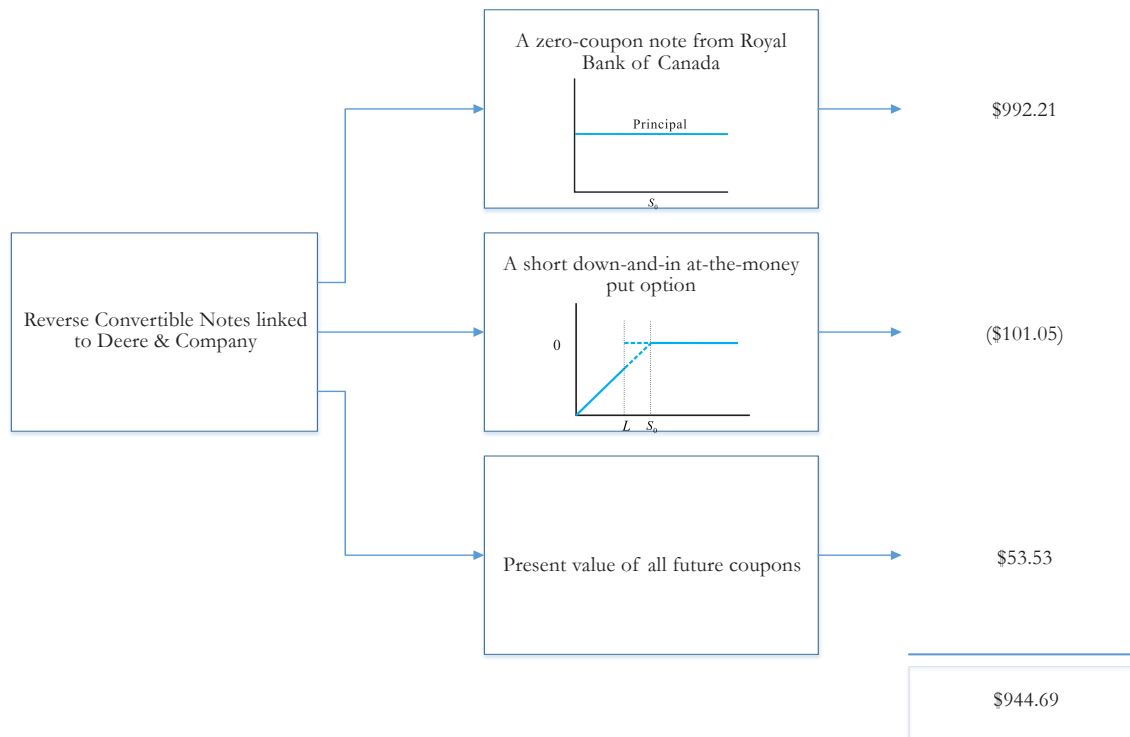 A zero-coupon note from Royal
Bank of Canada
Principal
S₀
$992.21
Reverse Convertible Notes linked
to Deere & Company
A short down-and-in at-the-money
put option
0
L S₀
($101.05)
Present value of all future coupons
$53.53
$944.69